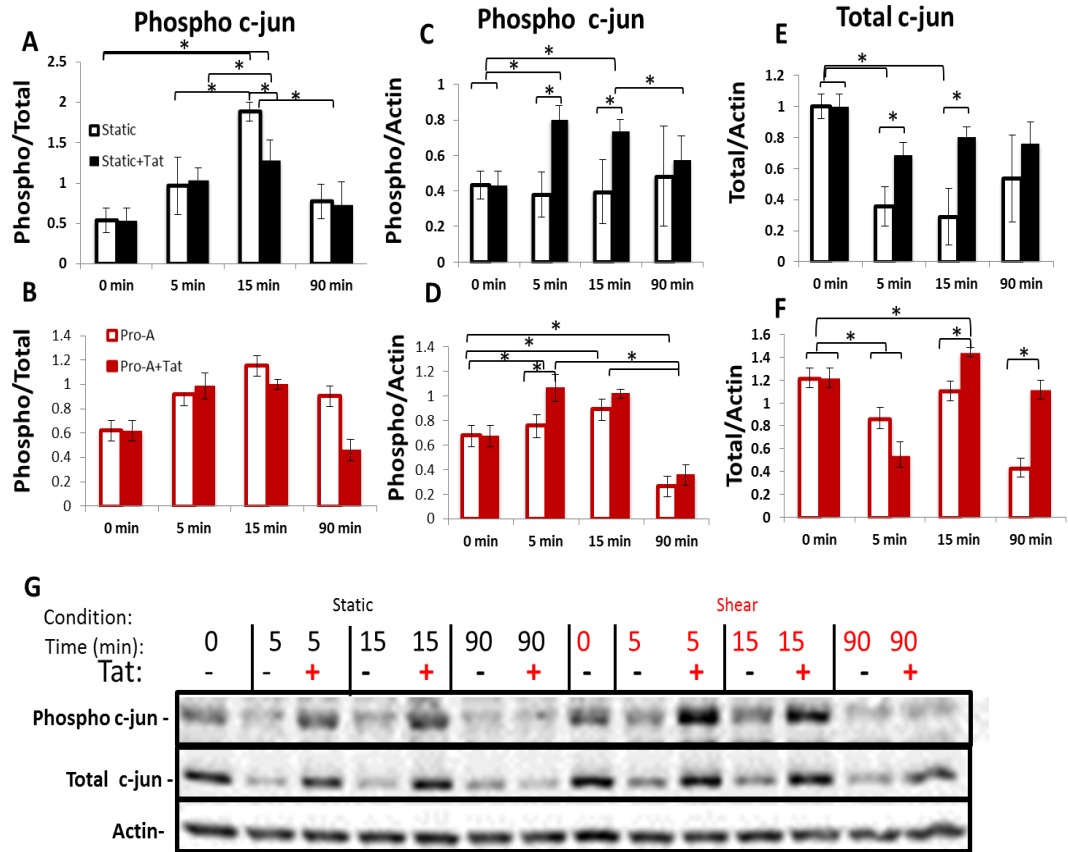 Phospho c-jun
Phospho c-jun
Total c-jun
A
Phospho/Total
2.5
2
1.5
1
0.5
0
Static
Static+Tat
* * * * *
0 min 5 min 15 min 90 min
C
Phospho/Actin
1
0.8
0.6
0.4
0.2
0
* * * * *
0 min 5 min 15 min 90 min
E
Total/Actin
1.2
1
0.8
0.6
0.4
0.2
0
* * *
0 min 5 min 15 min 90 min
B
Phospho/Total
1.4
1.2
1
0.8
0.6
0.4
0.2
0
Pro-A
Pro-A+Tat
0 min 5 min 15 min 90 min
D
Phospho/Actin
1.4
1.2
1
0.8
0.6
0.4
0.2
0
* * * * *
0 min 5 min 15 min 90 min
F
Total/Actin
1.6
1.4
1.2
1
0.8
0.6
0.4
0.2
0
* * * *
0 min 5 min 15 min 90 min
G
Condition: Static Shear
Time (min): 0 5 5 15 15 90 90 0 5 5 15 15 90 90
Tat: - - + - + - + - - + - + - +
Phospho c-jun -
Total c-jun -
Actin-